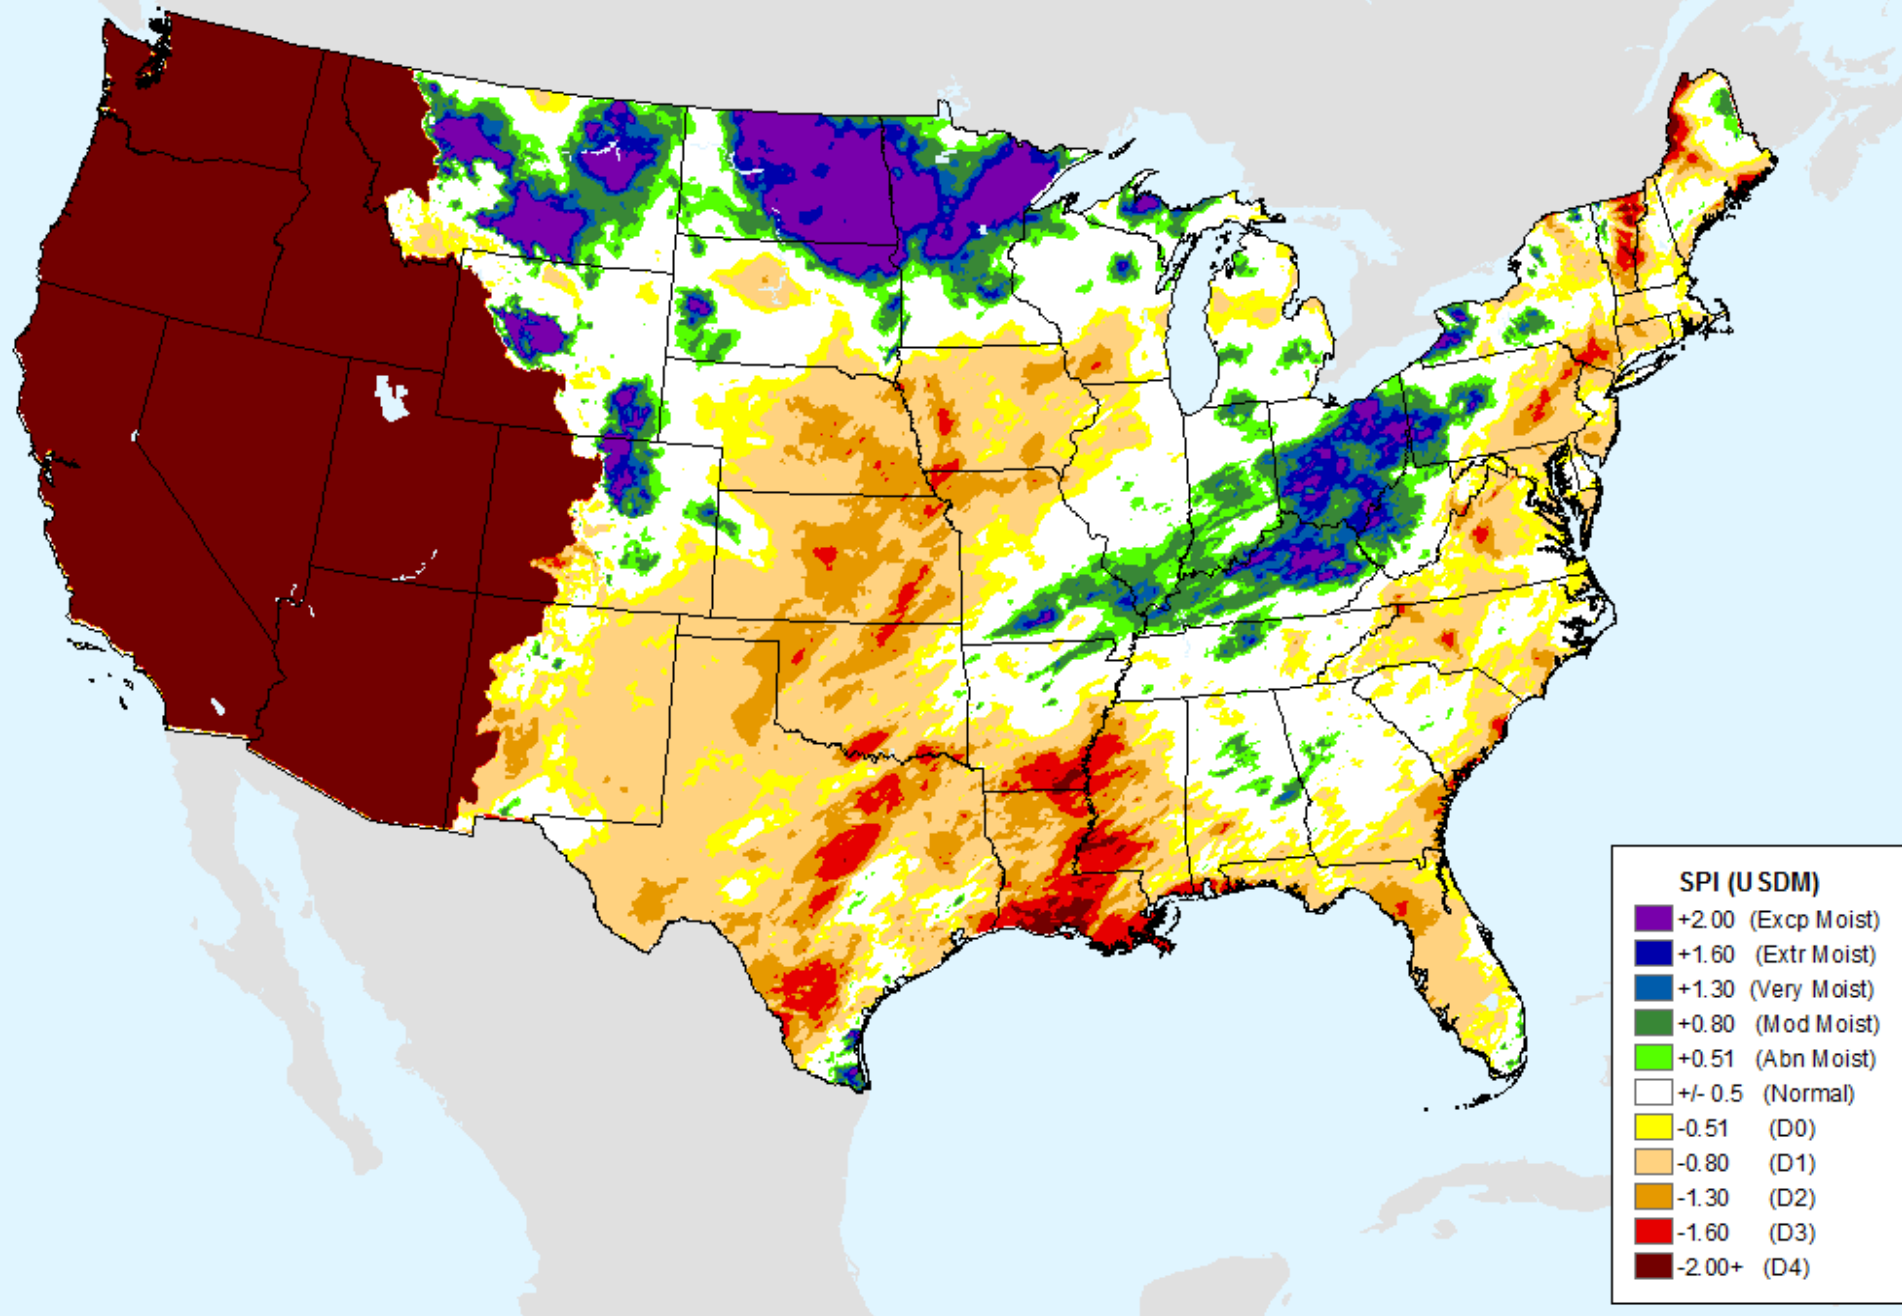 SPI (USDM)
+2.00 (Excp Moist)
+1.60 (Extr Moist)
+1.30 (Very Moist)
+0.80 (Mod Moist)
+0.51 (Abn Moist)
+/- 0.5 (Normal)
-0.51 (D0)
-0.80 (D1)
-1.30 (D2)
-1.60 (D3)
-2.00+ (D4)